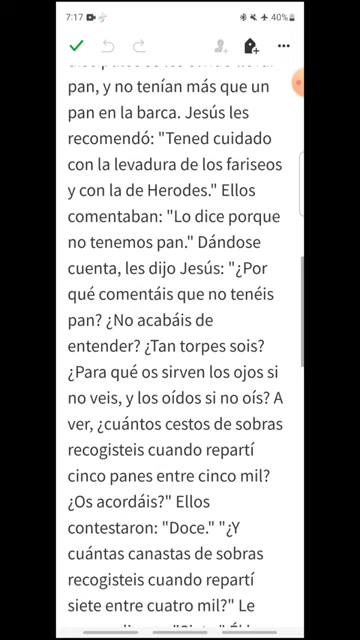 7:17
40%
pan, y no tenían más que un
pan en la barca. Jesús les
recomendó: "Tened cuidado
con la levadura de los fariseos
y con la de Herodes." Ellos
comentaban: "Lo dice porque
no tenemos pan." Dándose
cuenta, les dijo Jesús: "¿Por
qué comentáis que no tenéis
pan? ¿No acabáis de
entender? ¿Tan torpes sois?
¿Para qué os sirven los ojos si
no veis, y los oídos si no oís? A
ver, ¿cuántos cestos de sobras
recogisteis cuando repartí
cinco panes entre cinco mil?
¿Os acordáis?" Ellos
contestaron: "Doce." "¿Y
cuántas canastas de sobras
recogisteis cuando repartí
siete entre cuatro mil?" Le